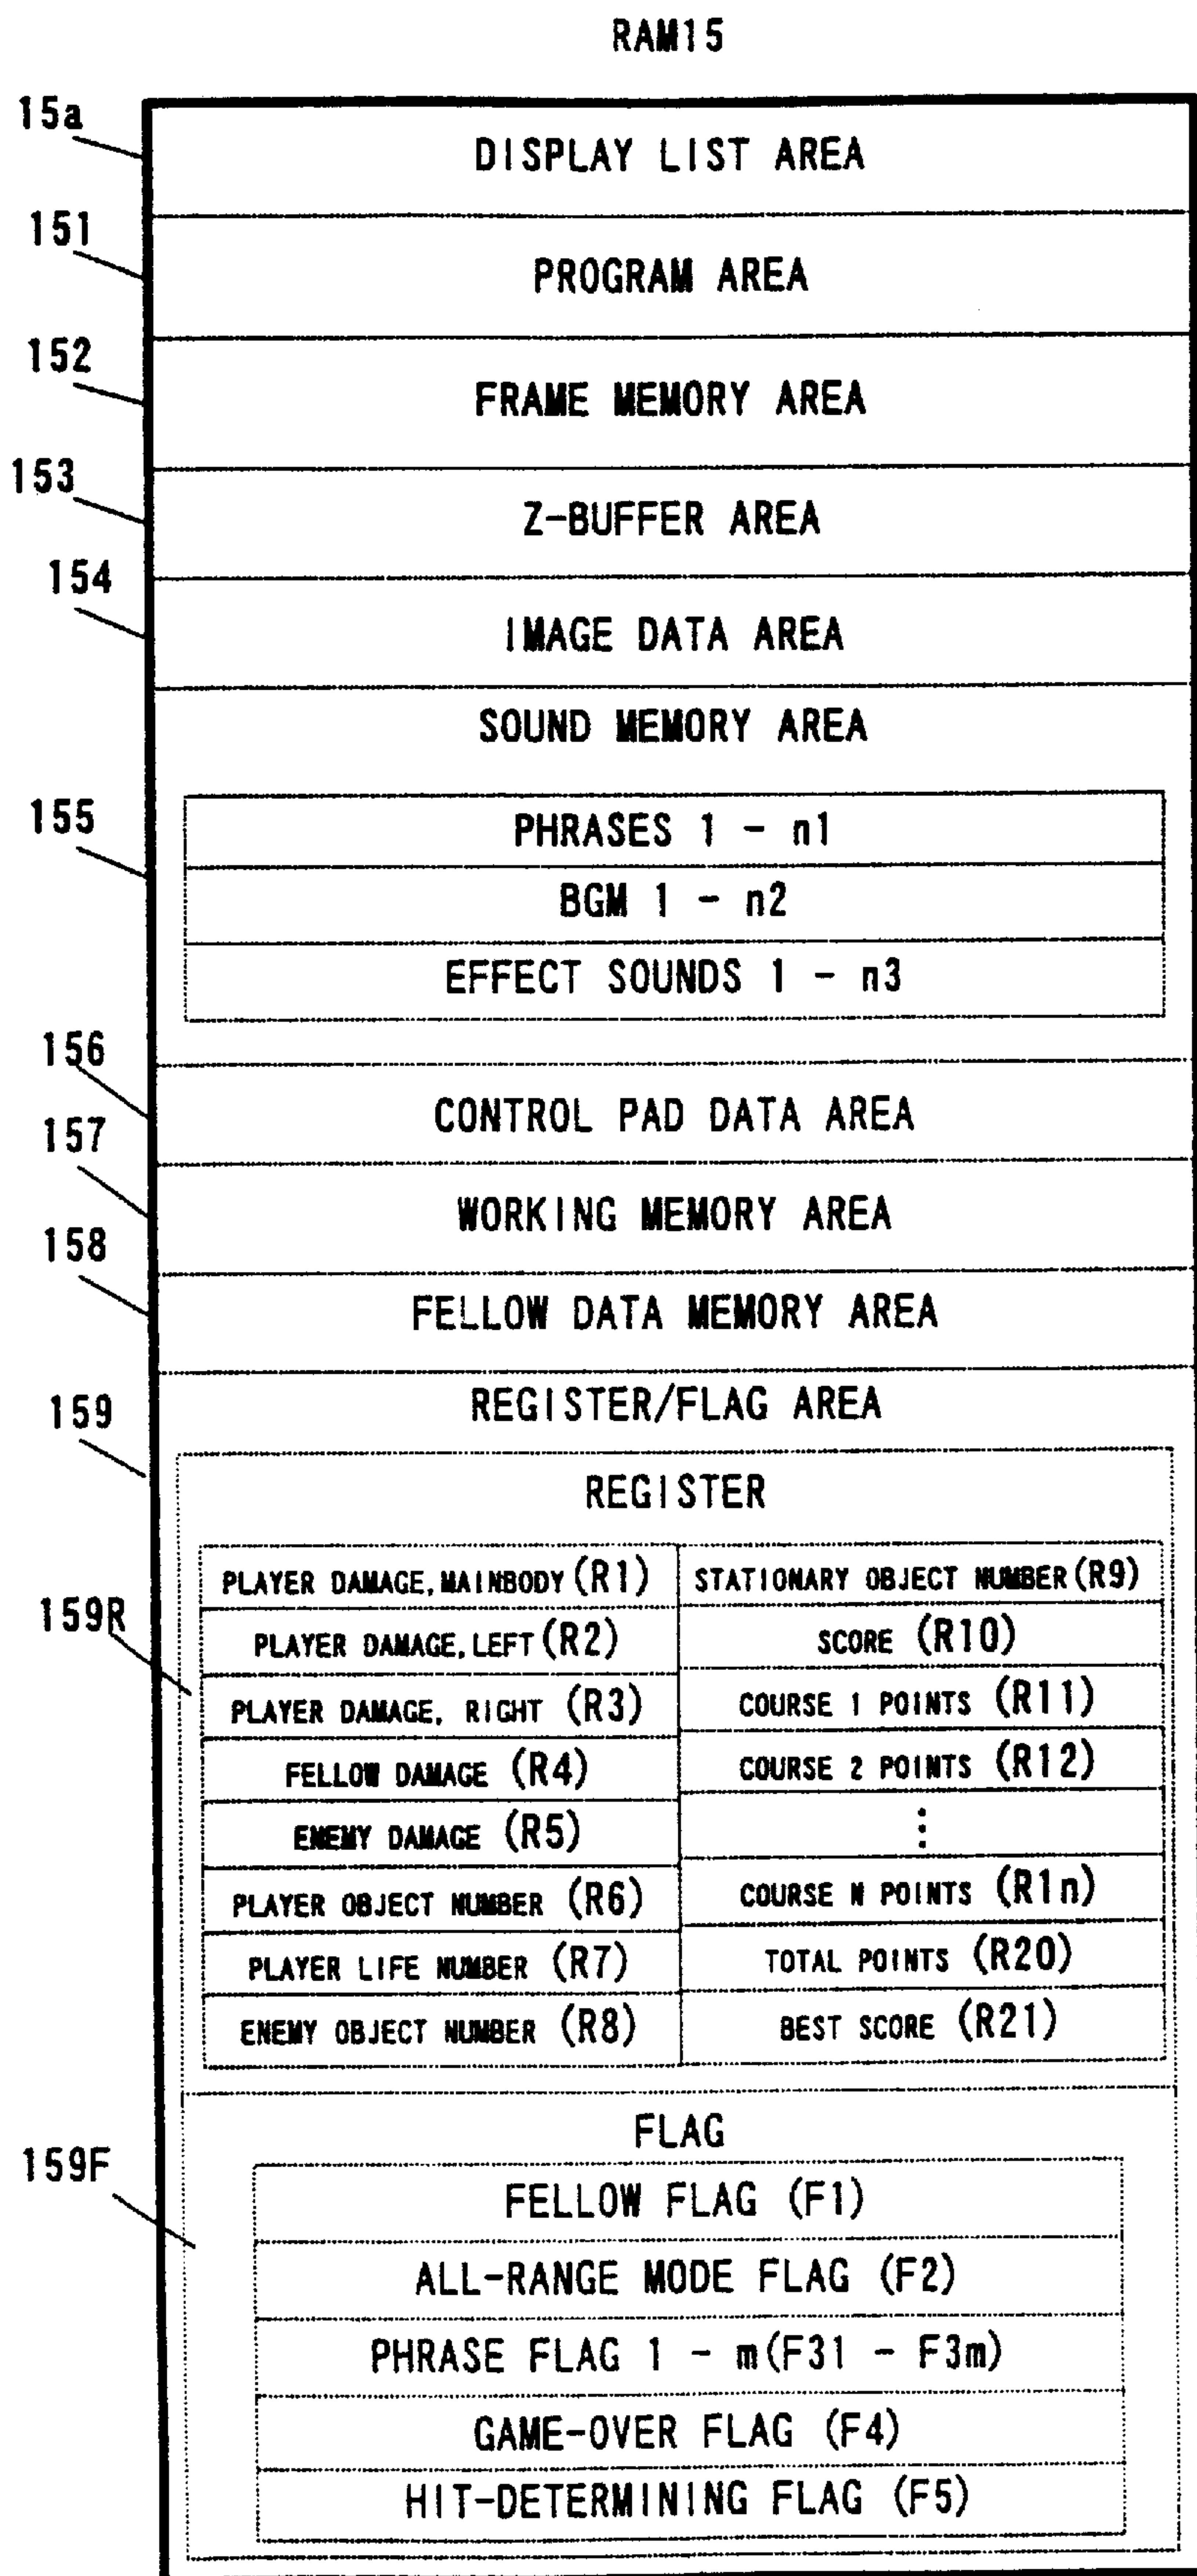 RAM15
15a
DISPLAY LIST AREA
151
PROGRAM AREA
152
FRAME MEMORY AREA
153
Z-BUFFER AREA
154
IMAGE DATA AREA
SOUND MEMORY AREA
155
PHRASES 1 - n1
BGM 1 - n2
EFFECT SOUNDS 1 - n3
156
CONTROL PAD DATA AREA
157
WORKING MEMORY AREA
158
FELLOW DATA MEMORY AREA
159
REGISTER/FLAG AREA
REGISTER
159R
PLAYER DAMAGE, MAINBODY (R1)
STATIONARY OBJECT NUMBER (R9)
PLAYER DAMAGE, LEFT (R2)
SCORE (R10)
PLAYER DAMAGE, RIGHT (R3)
COURSE 1 POINTS (R11)
FELLOW DAMAGE (R4)
COURSE 2 POINTS (R12)
ENEMY DAMAGE (R5)
⋮
PLAYER OBJECT NUMBER (R6)
COURSE N POINTS (R1n)
PLAYER LIFE NUMBER (R7)
TOTAL POINTS (R20)
ENEMY OBJECT NUMBER (R8)
BEST SCORE (R21)
FLAG
159F
FELLOW FLAG (F1)
ALL-RANGE MODE FLAG (F2)
PHRASE FLAG 1 - m(F31 - F3m)
GAME-OVER FLAG (F4)
HIT-DETERMINING FLAG (F5)